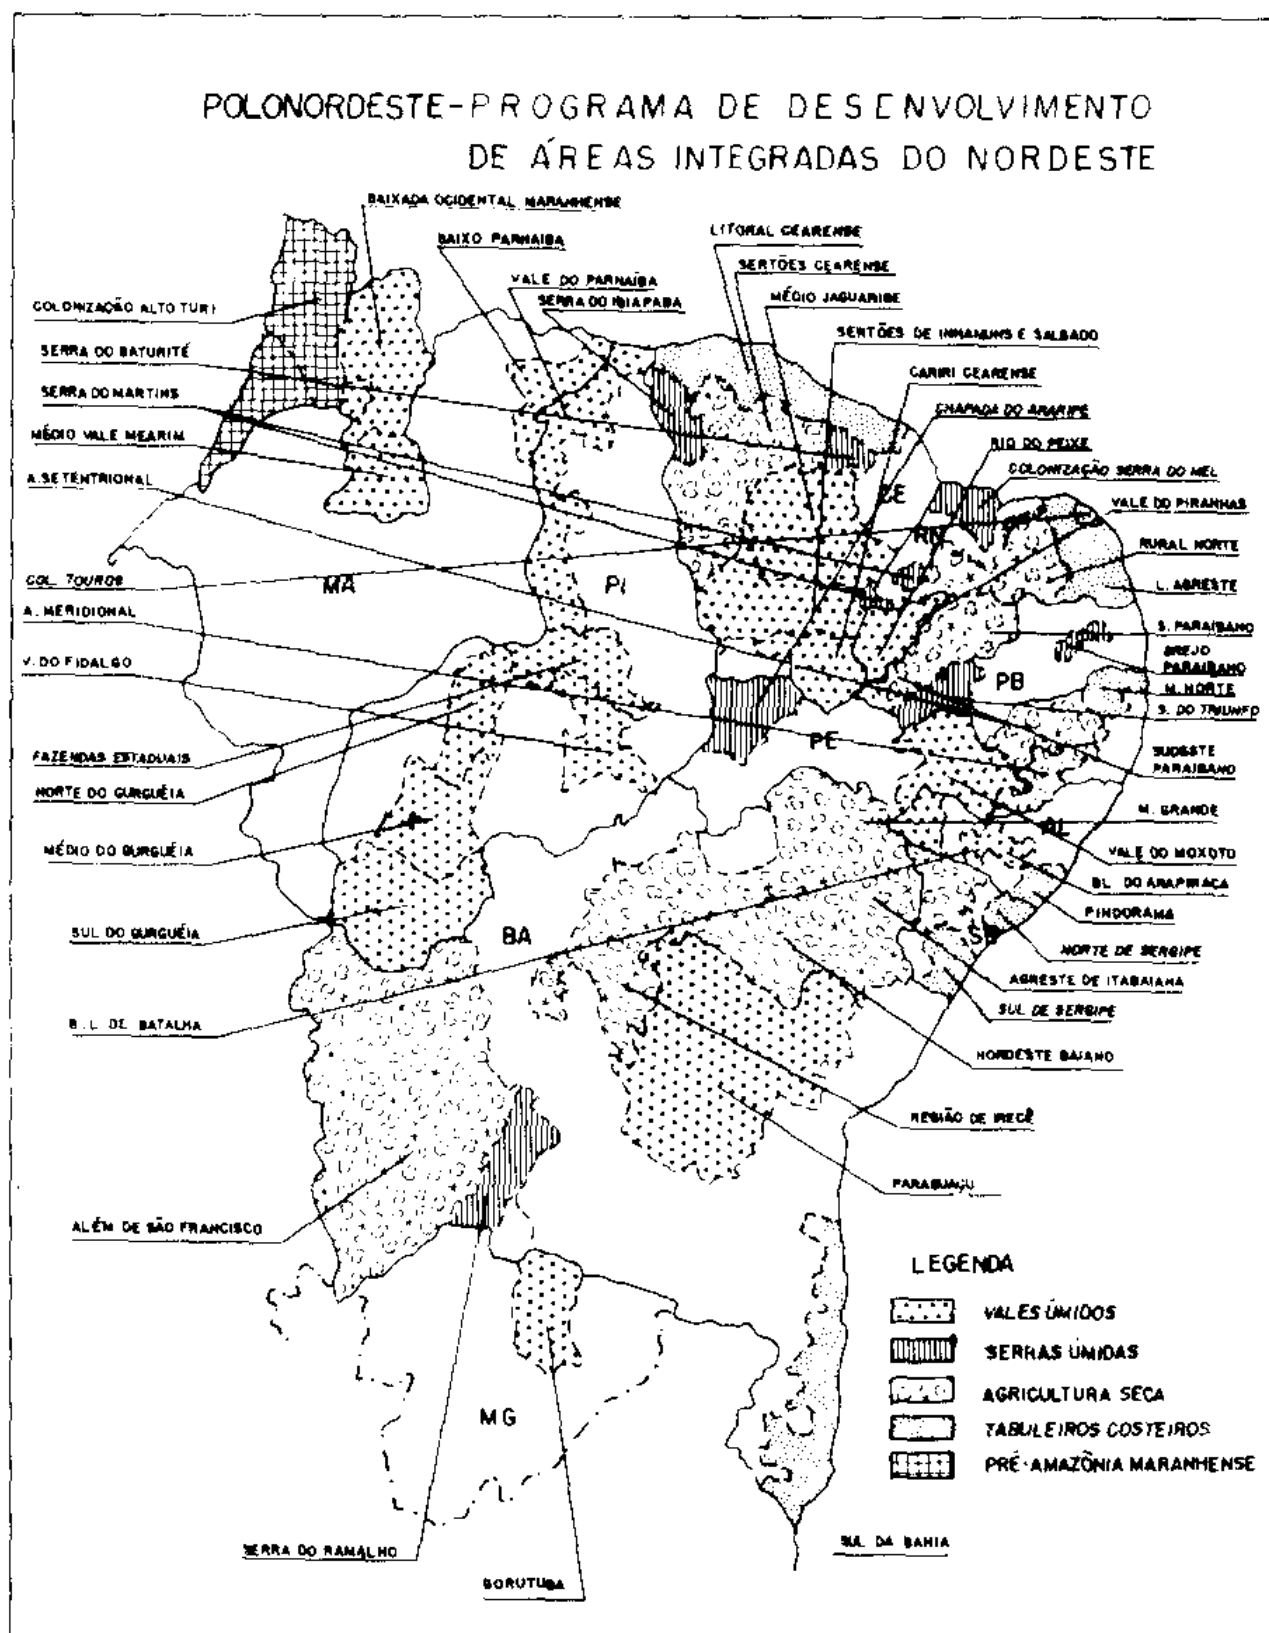 POLONORDESTE-PROGRAMA DE DESENVOLVIMENTO
DE ÁREAS INTEGRADAS DO NORDESTE
BAIXADA OCIDENTAL MARANHENSE
BAIXO PARNAÍBA
VALE DO PARNAÍBA
SERRA DO IBIAPABA
LITORAL CEARENSE
SERTÕES CEARENSE
MÉDIO JAGUARIBE
SERTÕES DE INHAMUNS E SALGADO
CARIRI CEARENSE
CHAPADA DO ARARIPE
RIO DO PEIXE
COLONIZAÇÃO SERRA DO MEL
VALE DO PIRANHAS
RURAL NORTE
L. AGRESTE
S. PARAIBANO
BREJO
PARAIBANO
M. NORTE
S. DO TRIUNFO
SUDESTE
PARAIBANO
M. GRANDE
VALE DO MOXOTO
BL. DO ARAPIRACA
PINDORAMA
NORTE DE SERGIPE
AGRESTE DE ITABAIANA
SUL DE SERGIPE
NORDESTE BAIANO
REGIÃO DE IRECÊ
PARAGUAÇU
COLONIZAÇÃO ALTO TURI
SERRA DO BATURITÉ
SERRA DO MARTINS
MÉDIO VALE MEARIM
A. SETENTRIONAL
COL. TOUROS
A. MERIDIONAL
V. DO FIDALGO
FAZENDAS ESTADUAIS
NORTE DO GURGUÉIA
MÉDIO DO GURGUÉIA
SUL DO GURGUÉIA
B. L. DE BATALHA
ALÉM DE SÃO FRANCISCO
SERRA DO RAMALHO
GORUTUBA
SUL DA BAHIA
MA
PI
CE
RN
PB
PE
AL
SE
BA
MG
LEGENDA
VALES ÚMIDOS
SERRAS ÚMIDAS
AGRICULTURA SECA
TABULEIROS COSTEIROS
PRÉ-AMAZÔNIA MARANHENSE